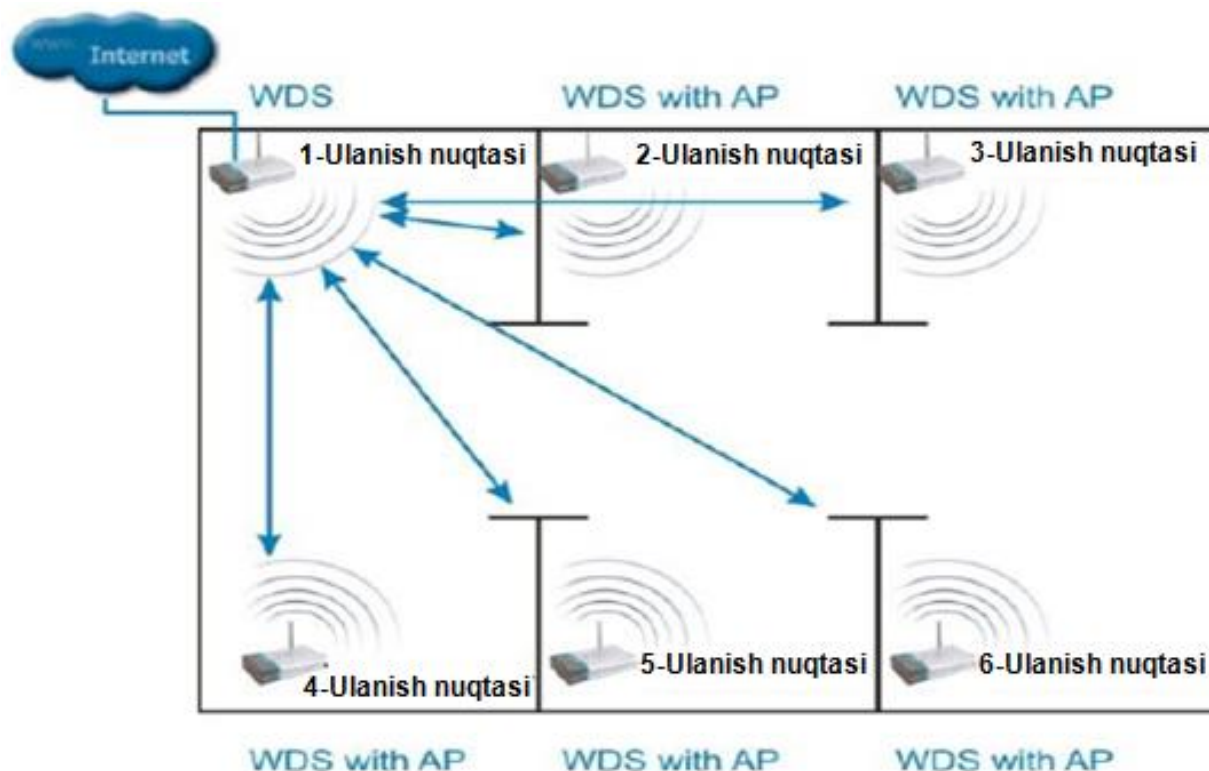 www
Internet
WDS
WDS with AP
WDS with AP
1-Ulanish nuqtasi
2-Ulanish nuqtasi
3-Ulanish nuqtasi
4-Ulanish nuqtasi
5-Ulanish nuqtasi
6-Ulanish nuqtasi
WDS with AP
WDS with AP
WDS with AP